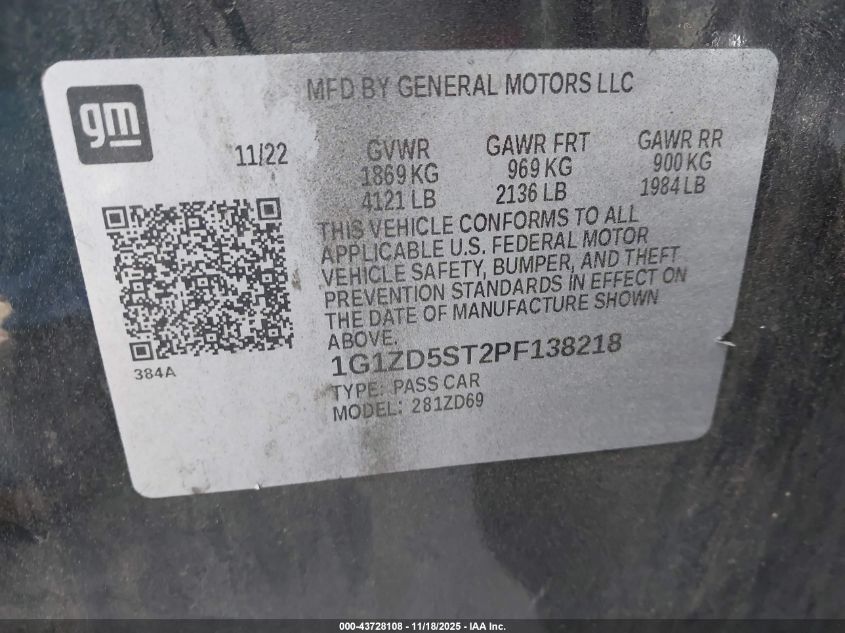 gm
MFD BY GENERAL MOTORS LLC
11/22
GVWR
1869 KG
4121 LB
GAWR FRT
969 KG
2136 LB
GAWR RR
900 KG
1984 LB
THIS VEHICLE CONFORMS TO ALL
APPLICABLE U.S. FEDERAL MOTOR
VEHICLE SAFETY, BUMPER, AND THEFT
PREVENTION STANDARDS IN EFFECT ON
THE DATE OF MANUFACTURE SHOWN
ABOVE.
384A
1G1ZD5ST2PF138218
TYPE: PASS CAR
MODEL: 281ZD69
000-43728108 - 11/18/2025 - IAA Inc.